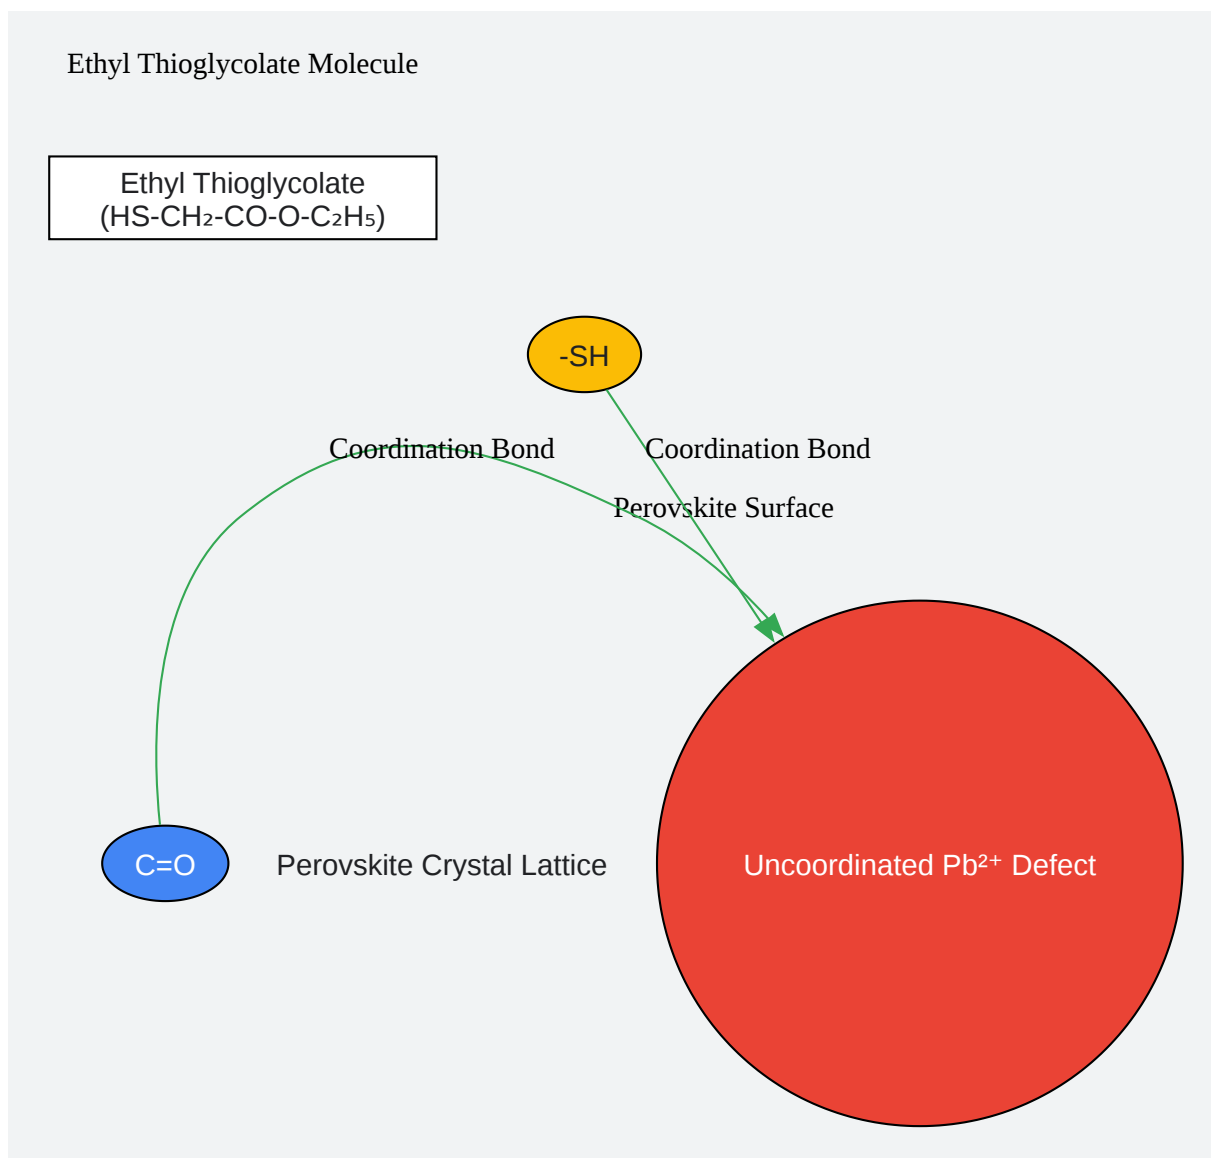 Ethyl Thioglycolate Molecule
Ethyl Thioglycolate
(HS-CH₂-CO-O-C₂H₅)
-SH
Coordination Bond
Coordination Bond
Perovskite Surface
C=O
Perovskite Crystal Lattice
Uncoordinated Pb²⁺ Defect